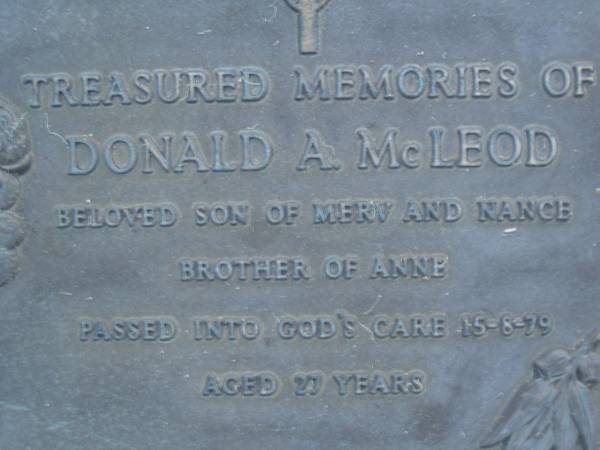 TREASURED MEMORIES OF
DONALD A. McLEOD
BELOVED SON OF MERV AND NANCE
BROTHER OF ANNE
PASSED INTO GOD'S CARE 15-8-79
AGED 27 YEARS